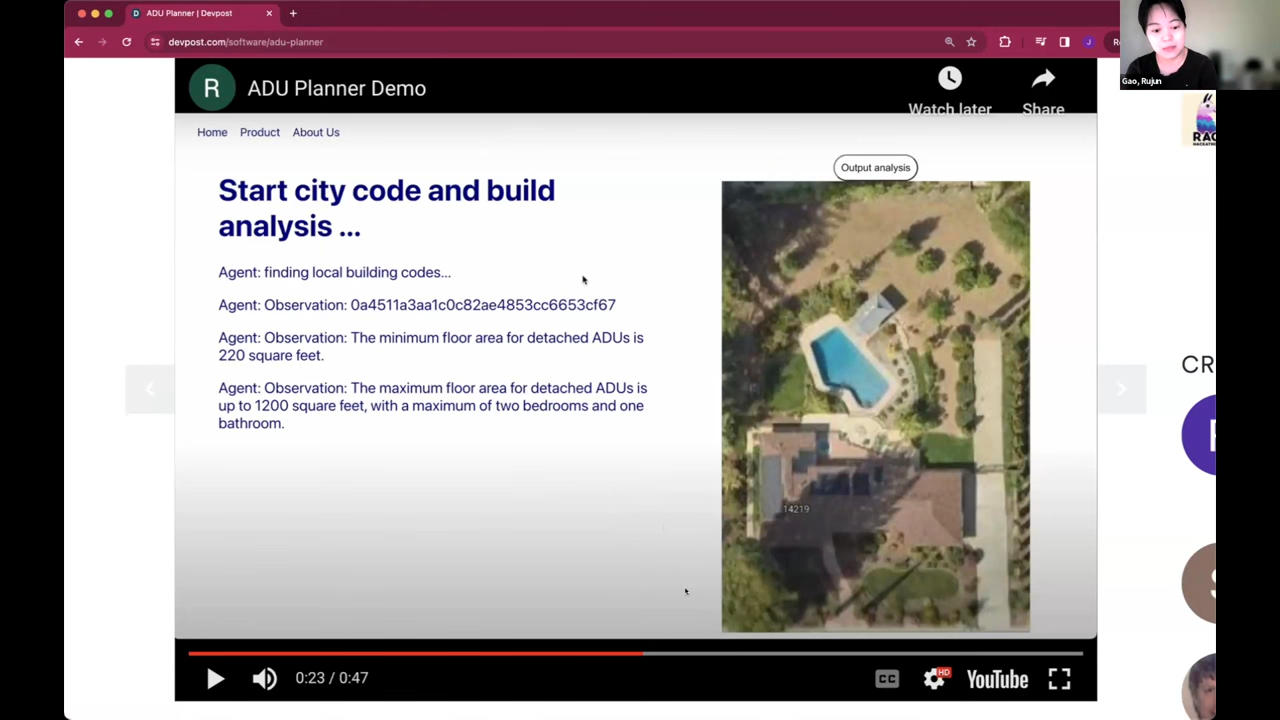 ADU Planner | Devpost
devpost.com/software/adu-planner
Gao, Rujun
R
ADU Planner Demo
Watch later
Share
Home Product About Us
Output analysis
Start city code and build
analysis ...
Agent: finding local building codes...
Agent: Observation: 0a4511a3aa1c0c82ae4853cc6653cf67
Agent: Observation: The minimum floor area for detached ADUs is
220 square feet.
Agent: Observation: The maximum floor area for detached ADUs is
up to 1200 square feet, with a maximum of two bedrooms and one
bathroom.
14219
CR
0:23 / 0:47
CC
HD
YouTube